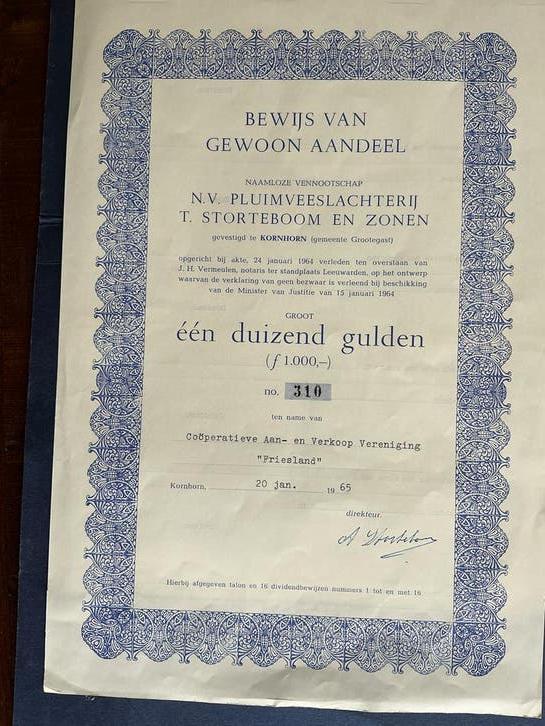 BEWIJS VAN
GEWOON AANDEEL
NAAMLOZE VENNOOTSCHAP
N.V. PLUIMVEESLACHTERIJ
T. STORTEBOOM EN ZONEN
gevestigd te KORNHORN (gemeente Grootegast)
opgericht bij akte, 24 januari 1964 verleden ten overstaan van
J. H. Vermeulen, notaris ter standplaats Leeuwarden, op het ontwerp
waarvan de verklaring van geen bezwaar is verleend bij beschikking
van de Minister van Justitie van 15 januari 1964
GROOT
één duizend gulden
(ƒ 1.000,–)
no. 310
ten name van
Coöperatieve Aan- en Verkoop Vereniging
"Friesland"
Kornhorn, 20 jan. 1965
direkteur.
Hierbij afgegeven talon en 16 dividendbewijzen nummers 1 tot en met 16